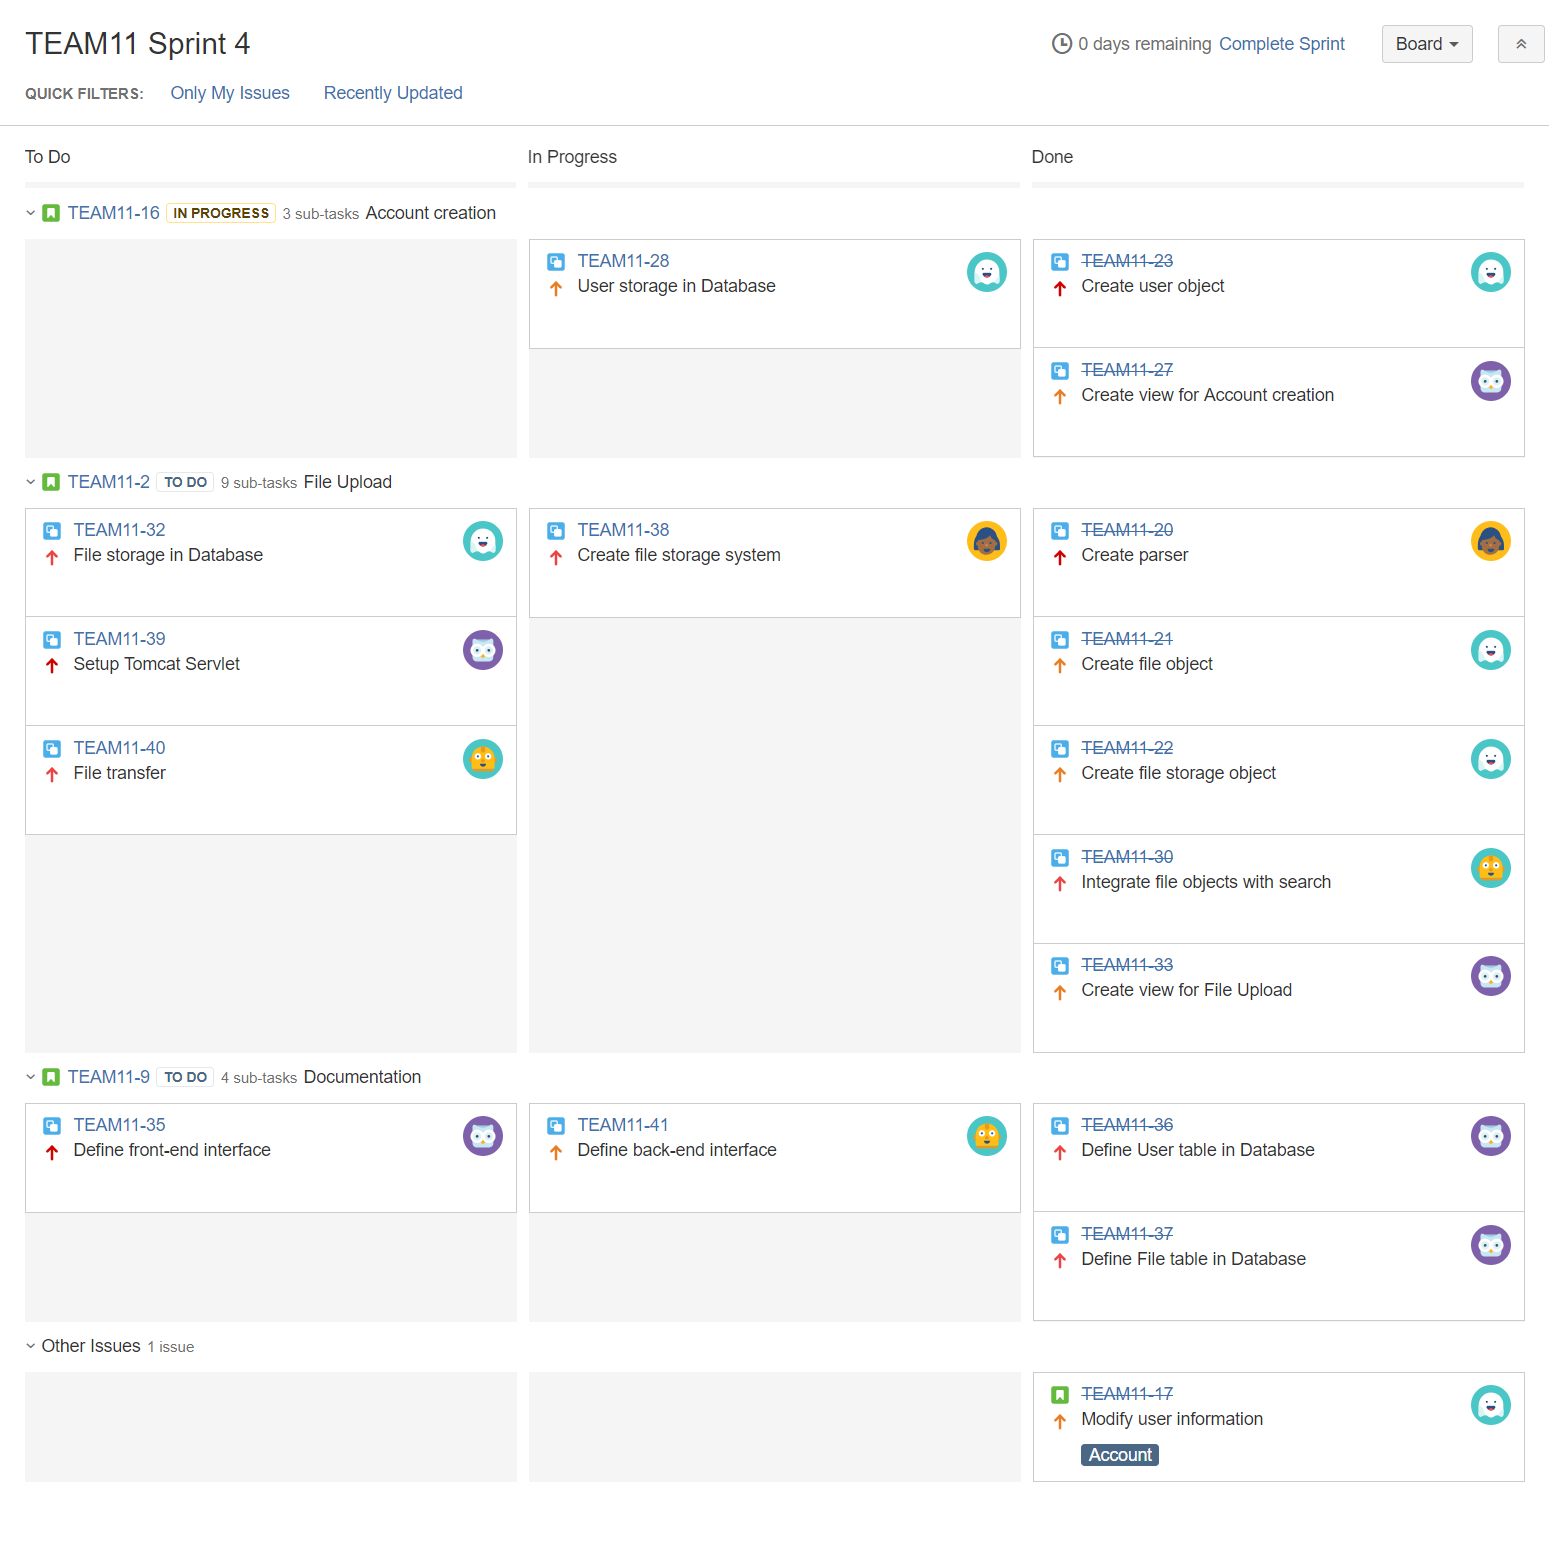 TEAM11 Sprint 4
0 days remaining Complete Sprint
Board
QUICK FILTERS: Only My Issues Recently Updated
To Do
In Progress
Done
TEAM11-16 IN PROGRESS 3 sub-tasks Account creation
TEAM11-28
User storage in Database
TEAM11-23
Create user object
TEAM11-27
Create view for Account creation
TEAM11-2 TO DO 9 sub-tasks File Upload
TEAM11-32
File storage in Database
TEAM11-39
Setup Tomcat Servlet
TEAM11-40
File transfer
TEAM11-38
Create file storage system
TEAM11-20
Create parser
TEAM11-21
Create file object
TEAM11-22
Create file storage object
TEAM11-30
Integrate file objects with search
TEAM11-33
Create view for File Upload
TEAM11-9 TO DO 4 sub-tasks Documentation
TEAM11-35
Define front-end interface
TEAM11-41
Define back-end interface
TEAM11-36
Define User table in Database
TEAM11-37
Define File table in Database
Other Issues 1 issue
TEAM11-17
Modify user information
Account